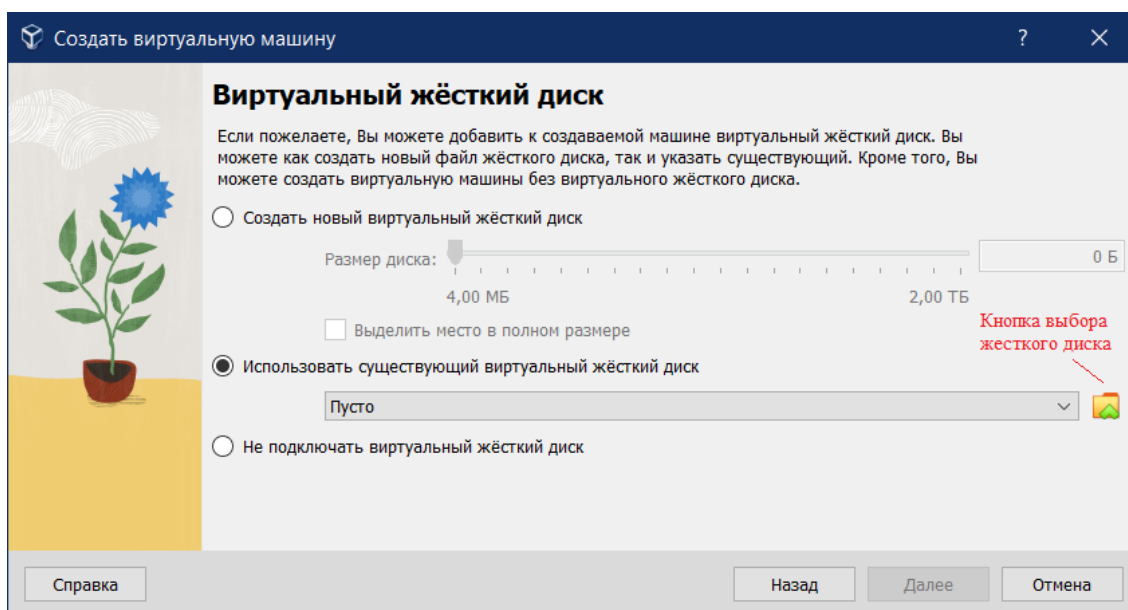 Создать виртуальную машину
?
Виртуальный жёсткий диск
Если пожелаете, Вы можете добавить к создаваемой машине виртуальный жёсткий диск. Вы
можете как создать новый файл жёсткого диска, так и указать существующий. Кроме того, Вы
можете создать виртуальную машины без виртуального жёсткого диска.
Создать новый виртуальный жёсткий диск
Размер диска: 0 Б
4,00 МБ 2,00 ТБ
Выделить место в полном размере
Кнопка выбора
жесткого диска
Использовать существующий виртуальный жёсткий диск
Пусто
Не подключать виртуальный жёсткий диск
Справка Назад Далее Отмена